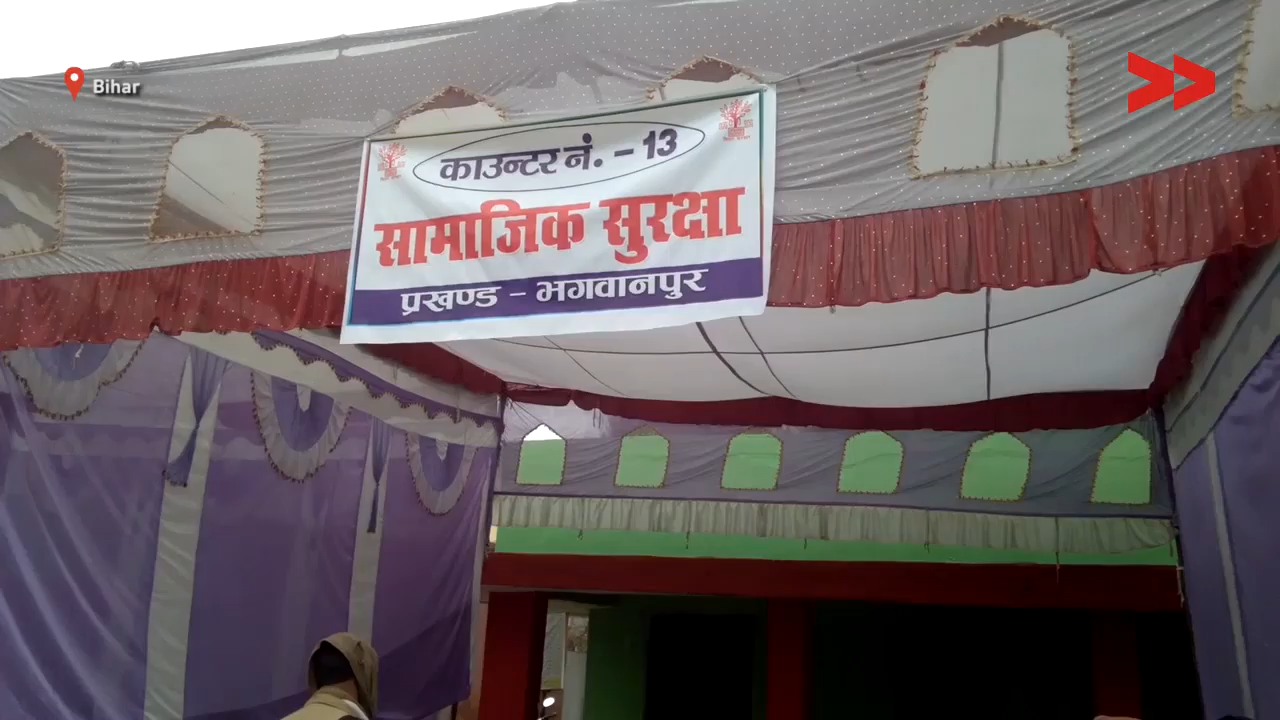 Bihar
काउन्टर नं. - 13
सामाजिक सुरक्षा
प्रखण्ड - भगवानपुर